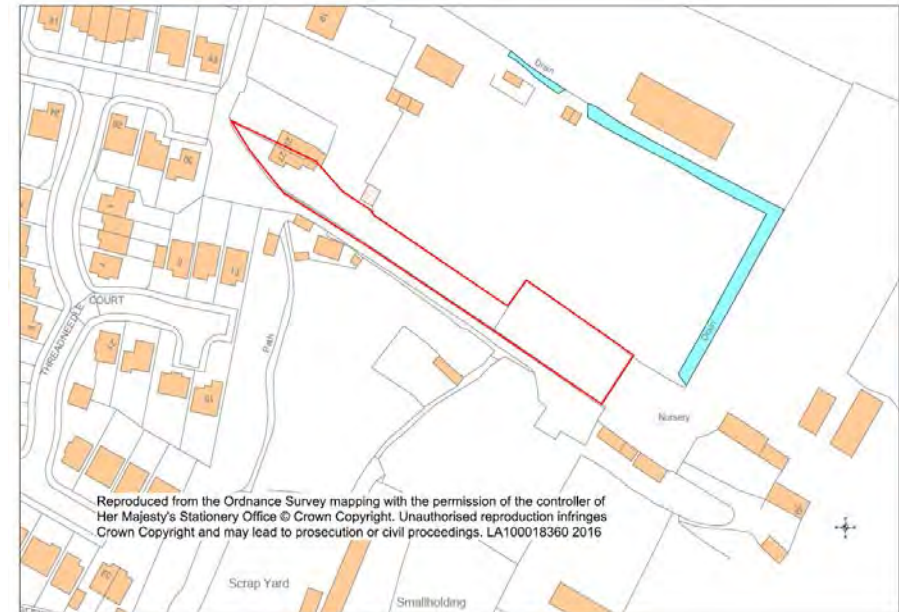 Drain
COURT
THREADNEEDLE
Path
Drain
Nursery
Reproduced from the Ordnance Survey mapping with the permission of the controller of
Her Majesty's Stationery Office © Crown Copyright. Unauthorised reproduction infringes
Crown Copyright and may lead to prosecution or civil proceedings. LA100018360 2016
Scrap Yard
Smallholding